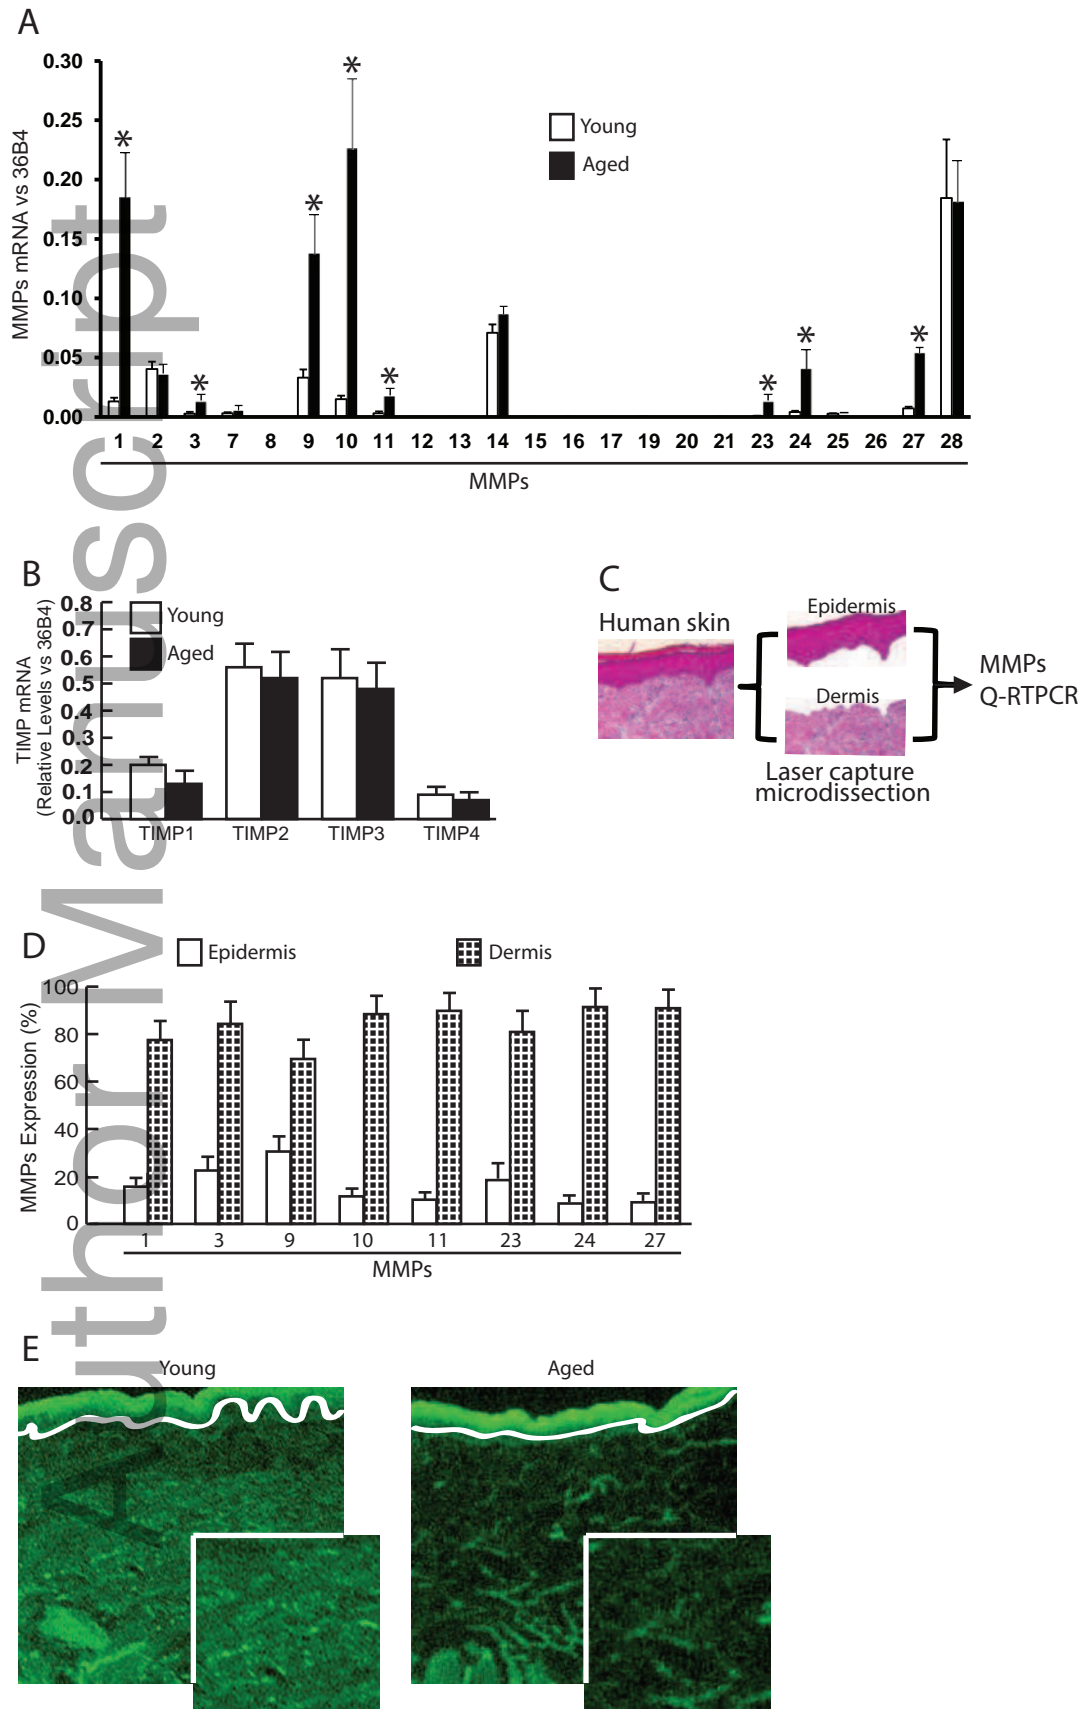 A
0.30
0.25
0.20
0.15
0.10
0.05
0.00
MMPs mRNA vs 36B4
Young
Aged
* * * * * * * *
1 2 3 7 8 9 10 11 12 13 14 15 16 17 19 20 21 23 24 25 26 27 28
MMPs
B
0.8
0.7
0.6
0.5
0.4
0.3
0.2
0.1
0.0
TIMP mRNA
(Relative Levels vs 36B4)
Young
Aged
TIMP1 TIMP2 TIMP3 TIMP4
C
Human skin
Epidermis
Dermis
Laser capture
microdissection
MMPs
Q-RTPCR
D
Epidermis
Dermis
100
80
60
40
20
0
MMPs Expression (%)
1 3 9 10 11 23 24 27
MMPs
E
Young
Aged
Author Manuscript